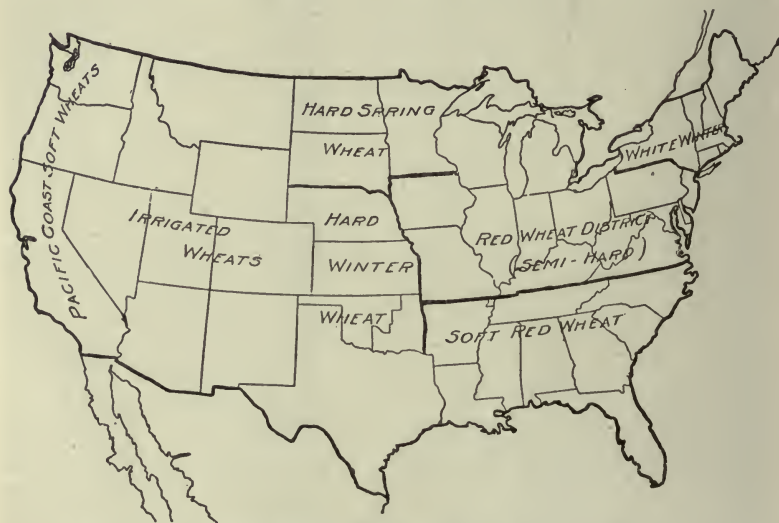 PACIFIC COAST SOFT WHEATS
IRRIGATED
WHEATS
HARD SPRING
WHEAT
HARD
WINTER
WHEAT
RED WHEAT DISTRICT
SEMI-HARD)
SOFT RED WHEAT
WHITE WINTER